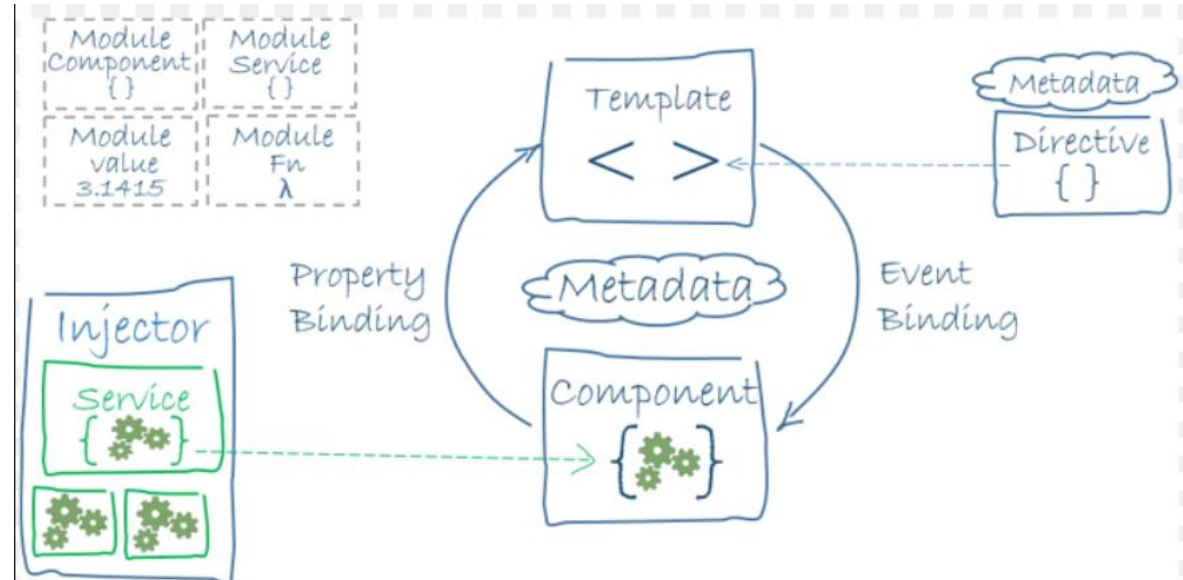 Module
Component
{ }
Module
Service
{ }
Module
value
3.1415
Module
Fn
λ
Template
< >
Metadata
Directive
{ }
Property
Binding
Metadata
Event
Binding
Injector
Service
{ }
Component
{ }